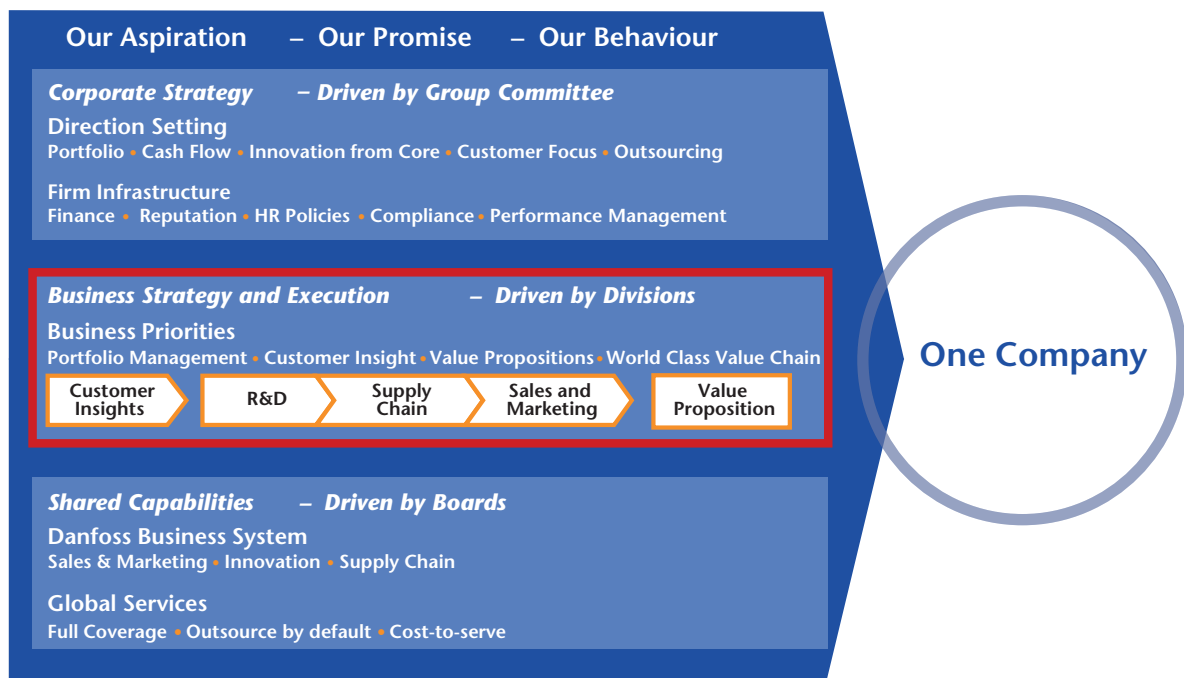 Our Aspiration – Our Promise – Our Behaviour
Corporate Strategy – Driven by Group Committee
Direction Setting
Portfolio • Cash Flow • Innovation from Core • Customer Focus • Outsourcing
Firm Infrastructure
Finance • Reputation • HR Policies • Compliance • Performance Management
Business Strategy and Execution – Driven by Divisions
Business Priorities
Portfolio Management • Customer Insight • Value Propositions • World Class Value Chain
Customer
Insights
R&D
Supply
Chain
Sales and
Marketing
Value
Proposition
Shared Capabilities – Driven by Boards
Danfoss Business System
Sales & Marketing • Innovation • Supply Chain
Global Services
Full Coverage • Outsource by default • Cost-to-serve
One Company